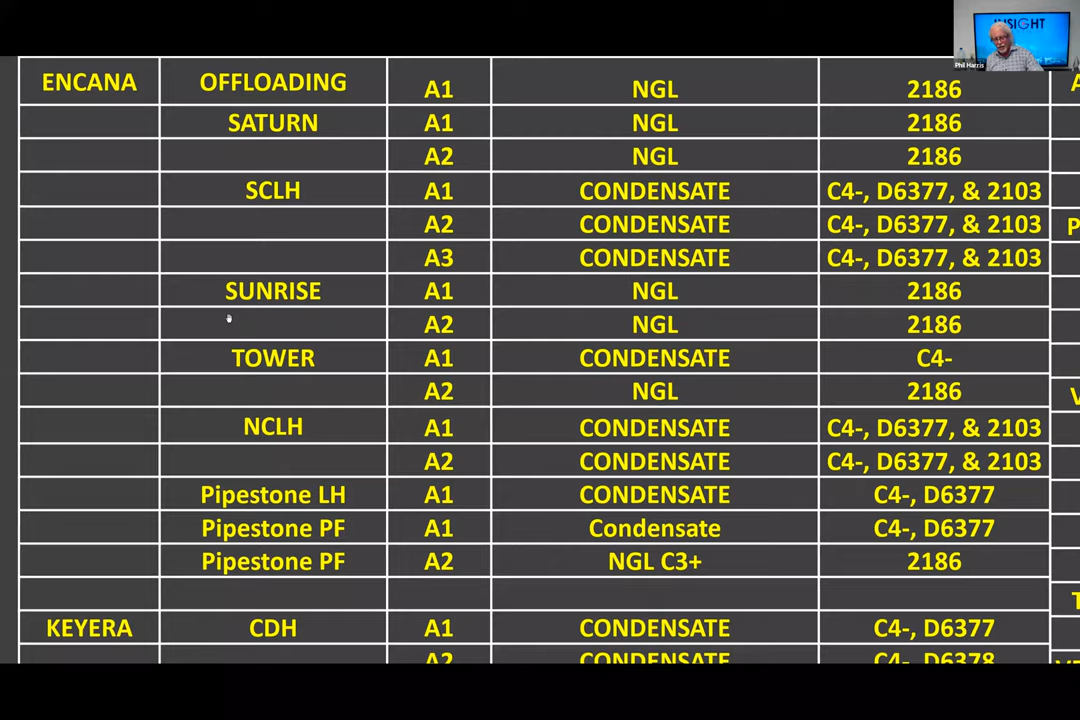 INSIGHT
Phil Harris
ENCANA OFFLOADING A1 NGL 2186 A
SATURN A1 NGL 2186
A2 NGL 2186
SCLH A1 CONDENSATE C4-, D6377, & 2103
A2 CONDENSATE C4-, D6377, & 2103 P
A3 CONDENSATE C4-, D6377, & 2103
SUNRISE A1 NGL 2186
A2 NGL 2186
TOWER A1 CONDENSATE C4-
A2 NGL 2186 V
NCLH A1 CONDENSATE C4-, D6377, & 2103
A2 CONDENSATE C4-, D6377, & 2103
Pipestone LH A1 CONDENSATE C4-, D6377
Pipestone PF A1 Condensate C4-, D6377
Pipestone PF A2 NGL C3+ 2186
T
KEYERA CDH A1 CONDENSATE C4-, D6377
A2 CONDENSATE C4-, D6378